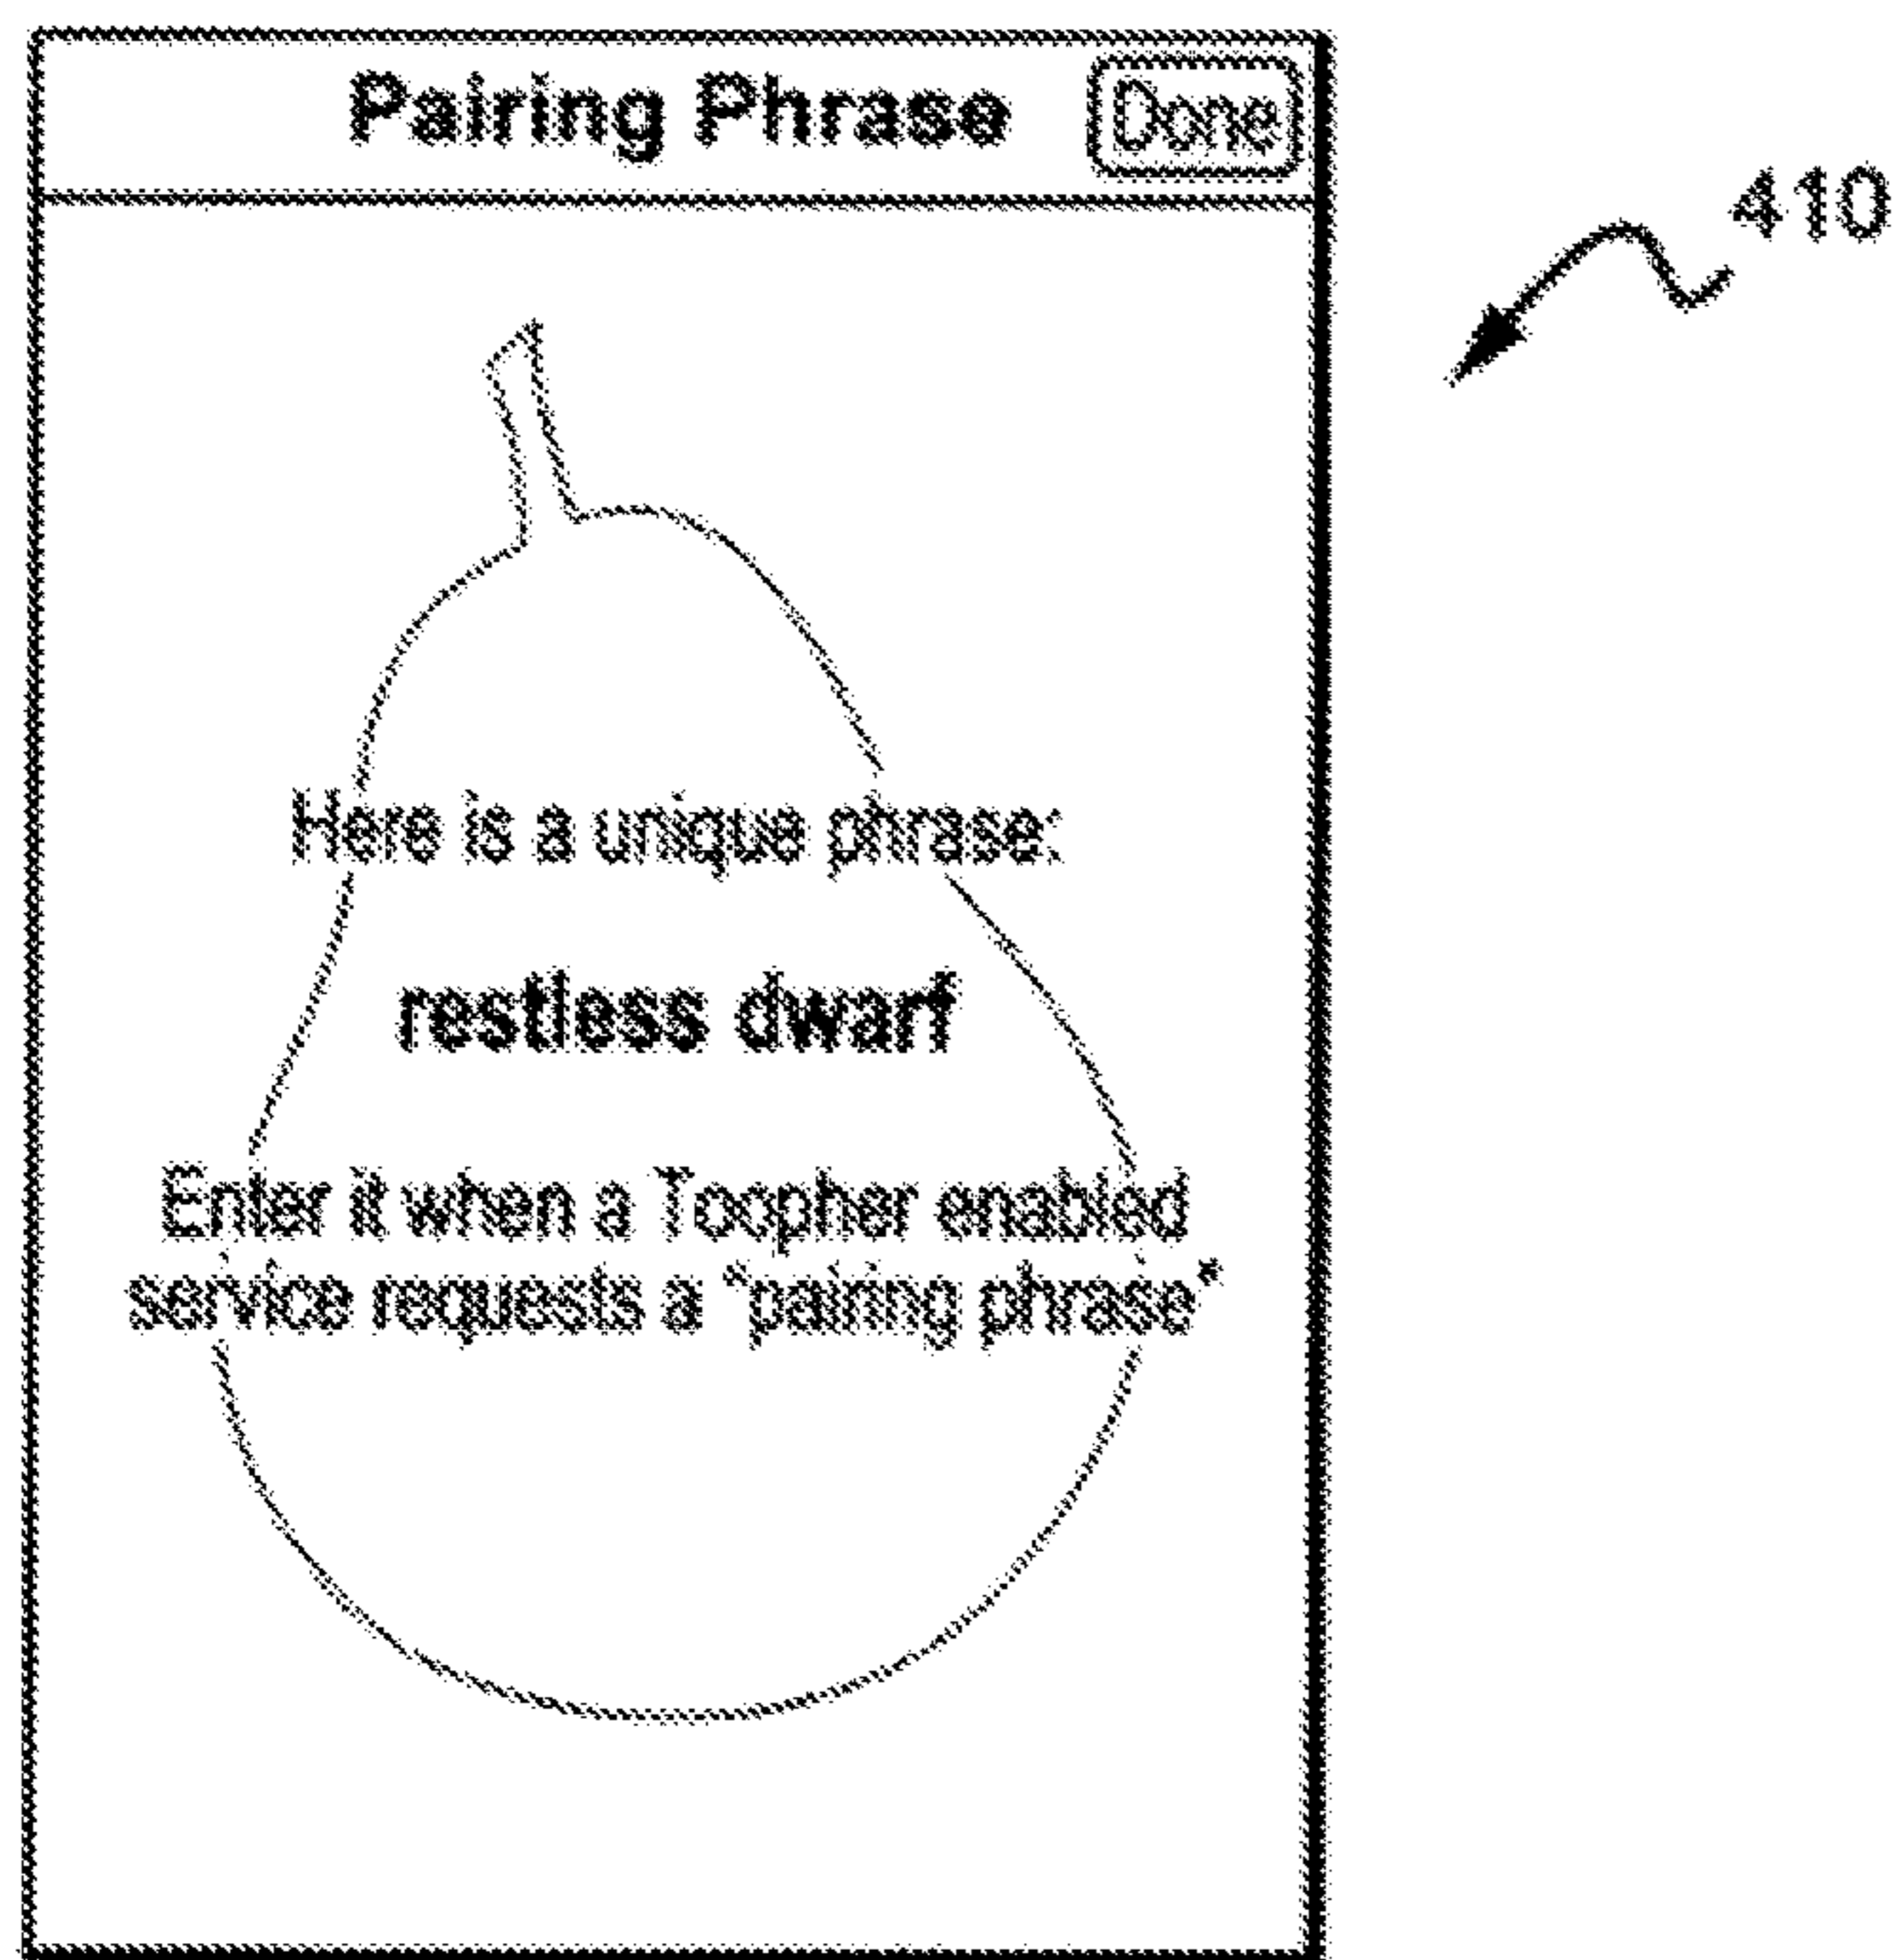 Pairing Phrase Done
410
Here is a unique phrase:
restless dwarf
Enter it when a Toopher enabled
service requests a "pairing phrase"